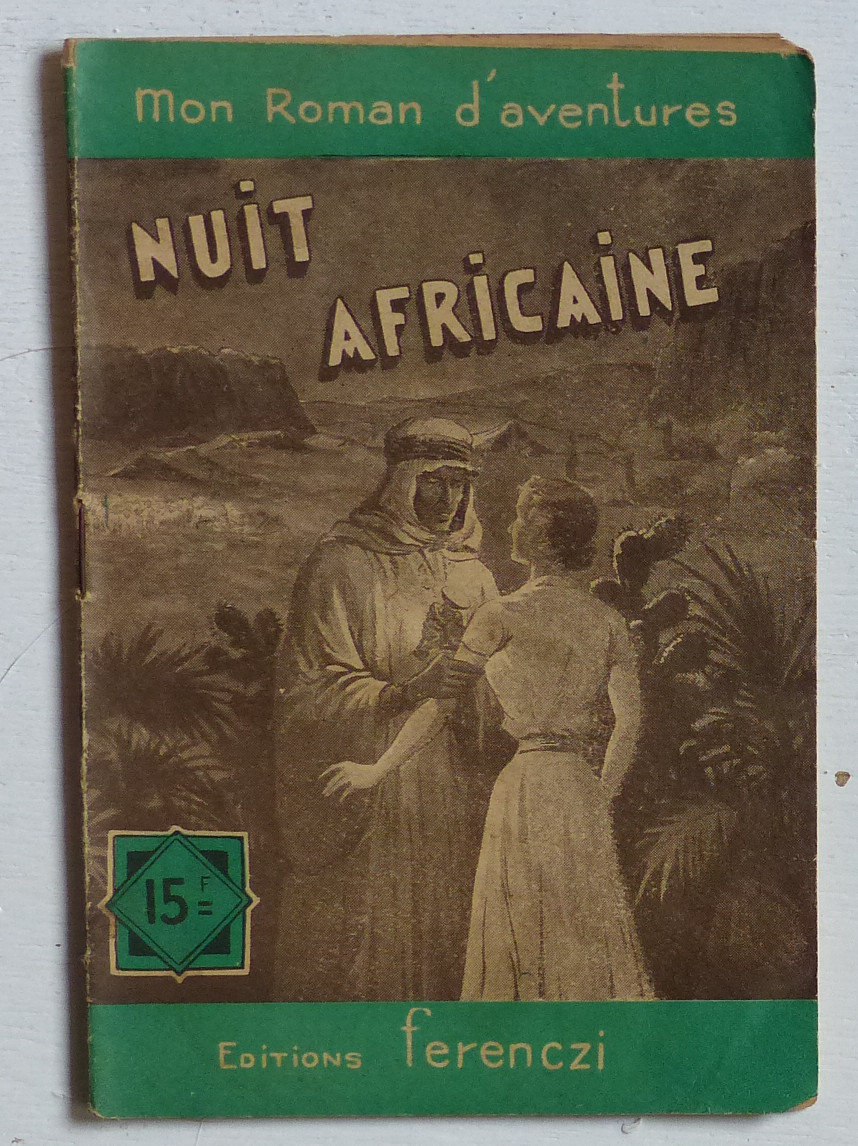 Mon Roman d'aventures
NUIT
AFRICAINE
15 F =
Editions ferenczi